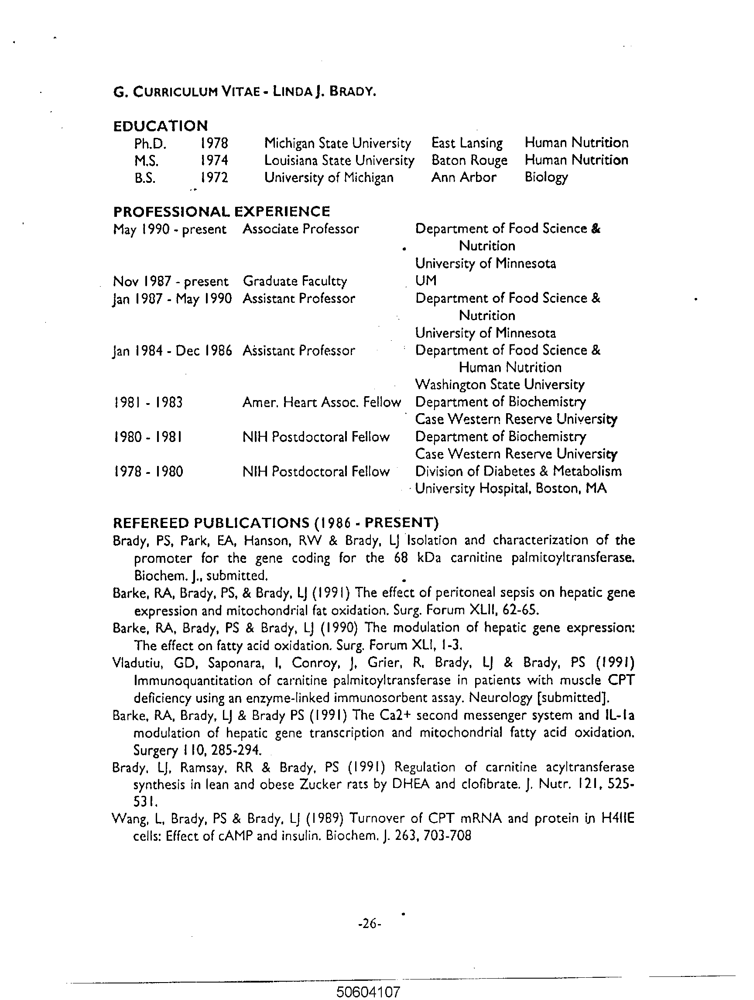 G. CURRICULUM VITAE - LINDA J. BRADY.
EDUCATION
Ph.D. 1978 Michigan State University East Lansing Human Nutrition
M.S. 1974 Louisiana State University Baton Rouge Human Nutrition
B.S. 1972 University of Michigan Ann Arbor Biology
PROFESSIONAL EXPERIENCE
May 1990 - present Associate Professor Department of Food Science &
Nutrition
University of Minnesota
Nov 1987 - present Graduate Facultty UM
Jan 1987 - May 1990 Assistant Professor Department of Food Science &
Nutrition
University of Minnesota
Jan 1984 - Dec 1986 Assistant Professor Department of Food Science &
Human Nutrition
Washington State University
1981 - 1983 Amer. Heart Assoc. Fellow Department of Biochemistry
Case Western Reserve University
1980 - 1981 NIH Postdoctoral Fellow Department of Biochemistry
Case Western Reserve University
1978 - 1980 NIH Postdoctoral Fellow Division of Diabetes & Metabolism
University Hospital, Boston, MA
REFEREED PUBLICATIONS (1986 - PRESENT)
Brady, PS, Park, EA, Hanson, RW & Brady, LJ Isolation and characterization of the
promoter for the gene coding for the 68 kDa carnitine palmitoyltransferase.
Biochem. J., submitted.
Barke, RA, Brady, PS, & Brady, LJ (1991) The effect of peritoneal sepsis on hepatic gene
expression and mitochondrial fat oxidation. Surg. Forum XLII, 62-65.
Barke, RA, Brady, PS & Brady, LJ (1990) The modulation of hepatic gene expression:
The effect on fatty acid oxidation. Surg. Forum XLI, 1-3.
Vladutiu, GD, Saponara, I, Conroy, J, Grier, R, Brady, LJ & Brady, PS (1991)
Immunoquantitation of carnitine palmitoyltransferase in patients with muscle CPT
deficiency using an enzyme-linked immunosorbent assay. Neurology [submitted].
Barke, RA, Brady, LJ & Brady PS (1991) The Ca2+ second messenger system and IL-1a
modulation of hepatic gene transcription and mitochondrial fatty acid oxidation.
Surgery 110, 285-294.
Brady, LJ, Ramsay, RR & Brady, PS (1991) Regulation of carnitine acyltransferase
synthesis in lean and obese Zucker rats by DHEA and clofibrate. J. Nutr. 121, 525-
531.
Wang, L, Brady, PS & Brady, LJ (1989) Turnover of CPT mRNA and protein in H4IIE
cells: Effect of cAMP and insulin. Biochem. J. 263, 703-708
-26-
50604107